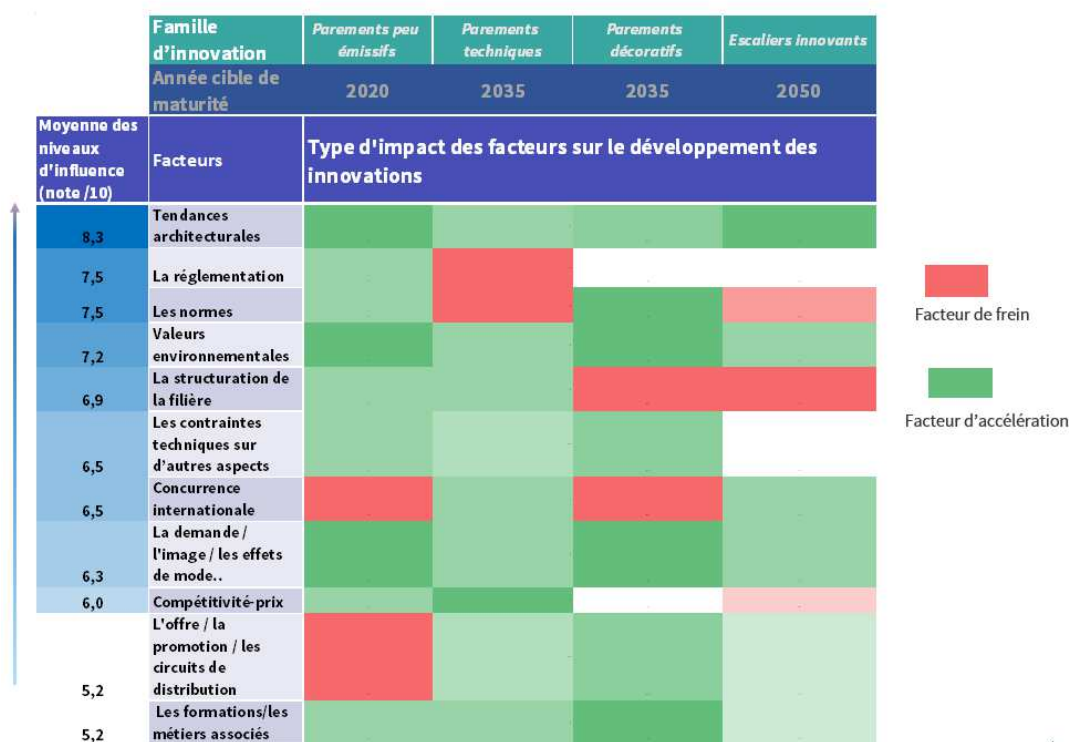 Famille
d'innovation
Parements peu
émissifs
Parements
techniques
Parements
décoratifs
Escaliers innovants
Année cible de
maturité
2020
2035
2035
2050
Moyenne des
niveaux
d'influence
(note /10)
Facteurs
Type d'impact des facteurs sur le développement des
innovations
8,3
Tendances
architecturales
7,5
La réglementation
7,5
Les normes
7,2
Valeurs
environnementales
6,9
La structuration de
la filière
6,5
Les contraintes
techniques sur
d'autres aspects
6,5
Concurrence
internationale
6,3
La demande /
l'image / les effets
de mode..
6,0
Compétitivité-prix
5,2
L'offre / la
promotion / les
circuits de
distribution
5,2
Les formations/les
métiers associés
Facteur de frein
Facteur d'accélération